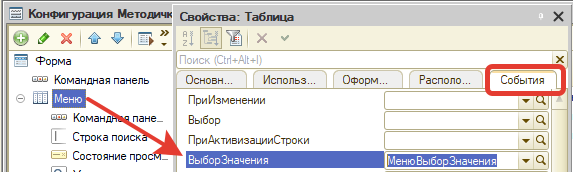 Конфигурация Методичк
Свойства: Таблица
Поиск (Ctrl+Alt+I)
Основн...
Использ...
Оформ...
Располо...
События
Форма
Командная панель
Меню
Командная пане...
Строка поиска
Состояние просм...
ПриИзменении
Выбор
ПриАктивизацииСтроки
ВыборЗначения
МенюВыборЗначения